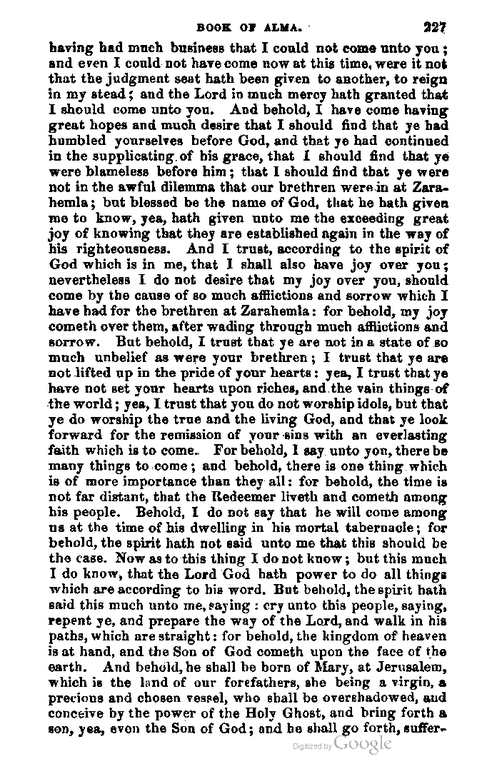 BOOK OF ALMA. 227
having had much business that I could not come unto you;
and even I could not have come now at this time, were it not
that the judgment seat hath been given to another, to reign
in my stead; and the Lord in much mercy hath granted that
I should come unto you. And behold, I have come having
great hopes and much desire that I should find that ye had
humbled yourselves before God, and that ye had continued
in the supplicating of his grace, that I should find that ye
were blameless before him; that I should find that ye were
not in the awful dilemma that our brethren were in at Zara-
hemla; but blessed be the name of God, that he hath given
me to know, yea, hath given unto me the exceeding great
joy of knowing that they are established again in the way of
his righteousness. And I trust, according to the spirit of
God which is in me, that I shall also have joy over you;
nevertheless I do not desire that my joy over you, should
come by the cause of so much afflictions and sorrow which I
have had for the brethren at Zarahemla: for behold, my joy
cometh over them, after wading through much afflictions and
sorrow. But behold, I trust that ye are not in a state of so
much unbelief as were your brethren; I trust that ye are
not lifted up in the pride of your hearts: yea, I trust that ye
have not set your hearts upon riches, and the vain things of
the world; yea, I trust that you do not worship idols, but that
ye do worship the true and the living God, and that ye look
forward for the remission of your sins with an everlasting
faith which is to come. For behold, I say unto you, there be
many things to come; and behold, there is one thing which
is of more importance than they all: for behold, the time is
not far distant, that the Redeemer liveth and cometh among
his people. Behold, I do not say that he will come among
us at the time of his dwelling in his mortal tabernacle; for
behold, the spirit hath not said unto me that this should be
the case. Now as to this thing I do not know; but this much
I do know, that the Lord God hath power to do all things
which are according to his word. But behold, the spirit hath
said this much unto me, saying: cry unto this people, saying,
repent ye, and prepare the way of the Lord, and walk in his
paths, which are straight: for behold, the kingdom of heaven
is at hand, and the Son of God cometh upon the face of the
earth. And behold, he shall be born of Mary, at Jerusalem,
which is the land of our forefathers, she being a virgin, a
precious and chosen vessel, who shall be overshadowed, and
conceive by the power of the Holy Ghost, and bring forth a
son, yea, even the Son of God; and he shall go forth, suffer-
Digitized by Google